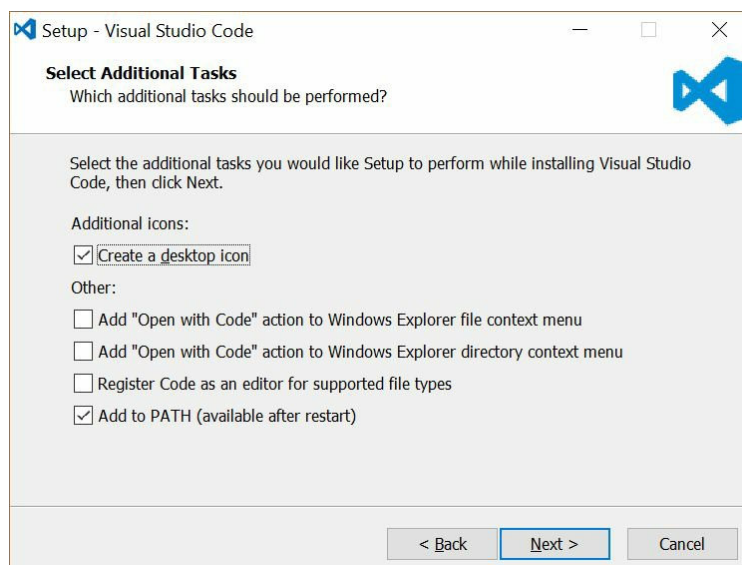 Setup - Visual Studio Code
Select Additional Tasks
Which additional tasks should be performed?
Select the additional tasks you would like Setup to perform while installing Visual Studio
Code, then click Next.
Additional icons:
Create a desktop icon
Other:
Add "Open with Code" action to Windows Explorer file context menu
Add "Open with Code" action to Windows Explorer directory context menu
Register Code as an editor for supported file types
Add to PATH (available after restart)
< Back Next > Cancel